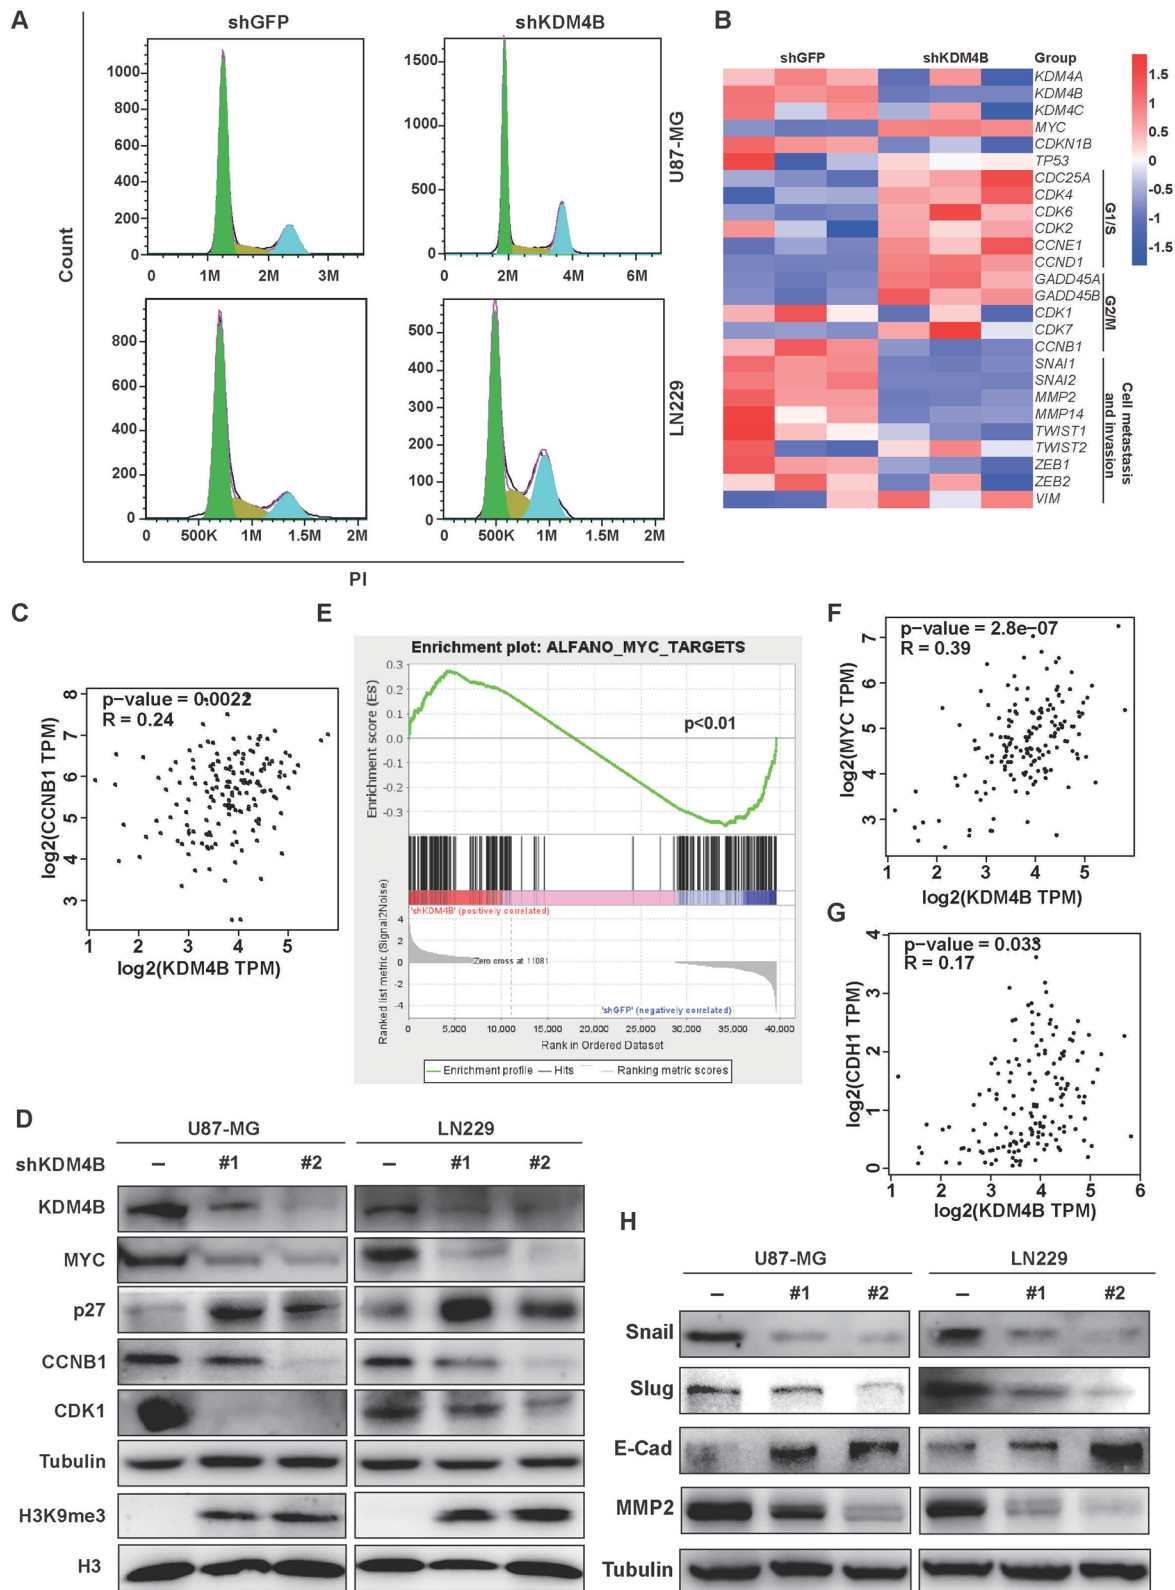 A
shGFP
shKDM4B
Count
1000
800
600
400
200
0
0
1M
2M
3M
1500
1000
500
0
0
2M
4M
6M
U87-MG
800
600
400
200
0
0
500K
1M
1.5M
2M
500
400
300
200
100
0
0
500K
1M
1.5M
2M
LN229
PI
B
shGFP
shKDM4B
Group
KDM4A
KDM4B
KDM4C
MYC
CDKN1B
TP53
CDC25A
CDK4
CDK6
CDK2
CCNE1
CCND1
GADD45A
GADD45B
CDK1
CDK7
CCNB1
SNAI1
SNAI2
MMP2
MMP14
TWIST1
TWIST2
ZEB1
ZEB2
VIM
G1/S
G2/M
Cell metastasis
and invasion
1.5
1
0.5
0
-0.5
-1
-1.5
C
p-value = 0.0022
R = 0.24
log2(CCNB1 TPM)
8
7
6
5
4
3
1
2
3
4
5
log2(KDM4B TPM)
E
Enrichment plot: ALFANO_MYC_TARGETS
Enrichment score (ES)
0.3
0.2
0.1
0.0
-0.1
-0.2
-0.3
p<0.01
'shKDM4B' (positively correlated)
Ranked list metric (Signal2Noise)
4
2
0
-2
-4
Zero cross at 11081
'shGFP' (negatively correlated)
0
5,000
10,000
15,000
20,000
25,000
30,000
35,000
40,000
Rank in Ordered Dataset
Enrichment profile
Hits
Ranking metric scores
F
p-value = 2.8e-07
R = 0.39
log2(MYC TPM)
7
6
5
4
3
1
2
3
4
5
log2(KDM4B TPM)
G
p-value = 0.033
R = 0.17
log2(CDH1 TPM)
4
3
2
1
0
1
2
3
4
5
6
log2(KDM4B TPM)
D
U87-MG
LN229
shKDM4B
–
#1
#2
–
#1
#2
KDM4B
MYC
p27
CCNB1
CDK1
Tubulin
H3K9me3
H3
H
U87-MG
LN229
–
#1
#2
–
#1
#2
Snail
Slug
E-Cad
MMP2
Tubulin